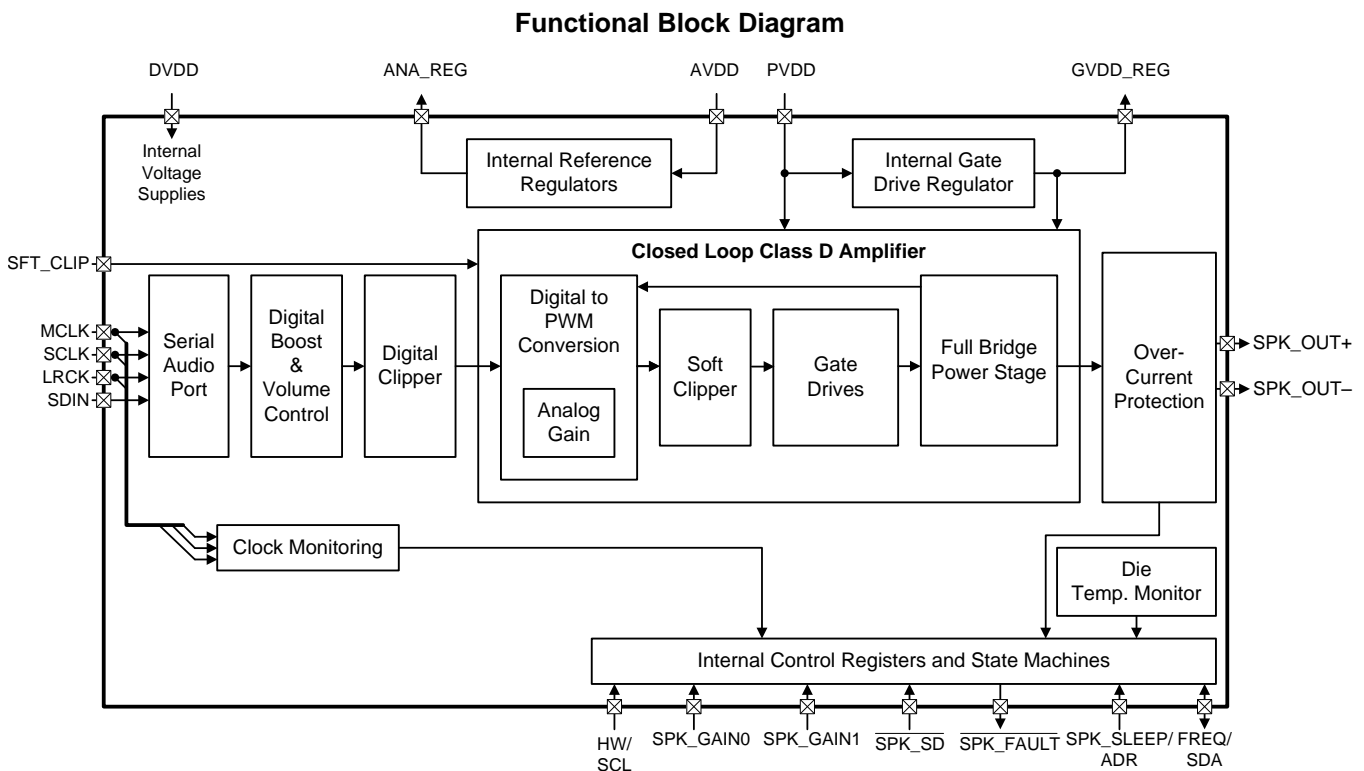 Functional Block Diagram
DVDD
ANA_REG
AVDD
PVDD
GVDD_REG
Internal
Voltage
Supplies
Internal Reference
Regulators
Internal Gate
Drive Regulator
Closed Loop Class D Amplifier
SFT_CLIP
MCLK
SCLK
LRCK
SDIN
Serial
Audio
Port
Digital
Boost
&
Volume
Control
Digital
Clipper
Digital to
PWM
Conversion
Analog
Gain
Soft
Clipper
Gate
Drives
Full Bridge
Power Stage
Over-
Current
Protection
SPK_OUT+
SPK_OUT–
Clock Monitoring
Die
Temp. Monitor
Internal Control Registers and State Machines
HW/
SCL
SPK_GAIN0
SPK_GAIN1
SPK_SD
SPK_FAULT
SPK_SLEEP/
ADR
FREQ/
SDA